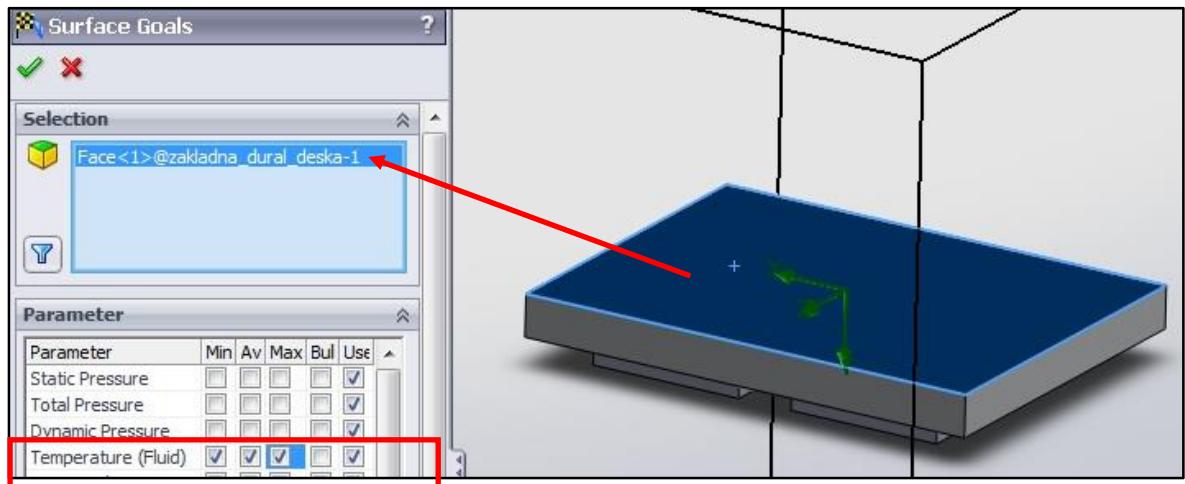 Surface Goals ?
Selection
Face<1>@zakladna_dural_deska-1
Parameter
Parameter Min Av Max Bul Use
Static Pressure
Total Pressure
Dynamic Pressure
Temperature (Fluid)